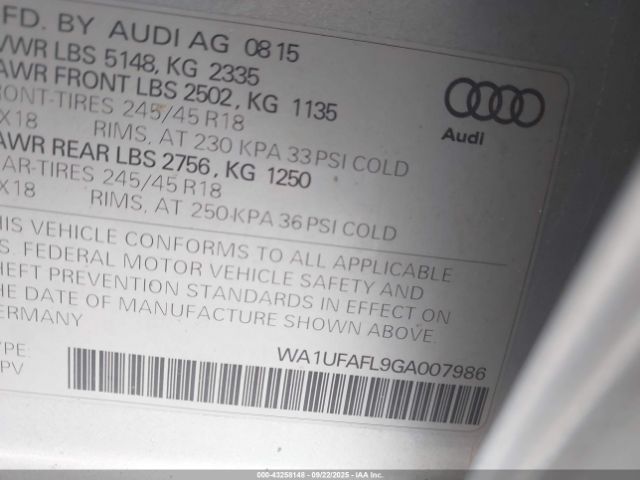 MFD. BY AUDI AG 08 15
VWR LBS 5148, KG 2335
AWR FRONT LBS 2502, KG 1135
RONT-TIRES 245/45 R18
X18 RIMS, AT 230 KPA 33 PSI COLD
AWR REAR LBS 2756, KG 1250
AR-TIRES 245/45 R18
X18 RIMS, AT 250 KPA 36 PSI COLD
Audi
HIS VEHICLE CONFORMS TO ALL APPLICABLE
S. FEDERAL MOTOR VEHICLE SAFETY AND
HEFT PREVENTION STANDARDS IN EFFECT ON
HE DATE OF MANUFACTURE SHOWN ABOVE.
GERMANY
YPE:
PV
WA1UFAFL9GA007986
000-43258148 - 09/22/2025 - IAA Inc.